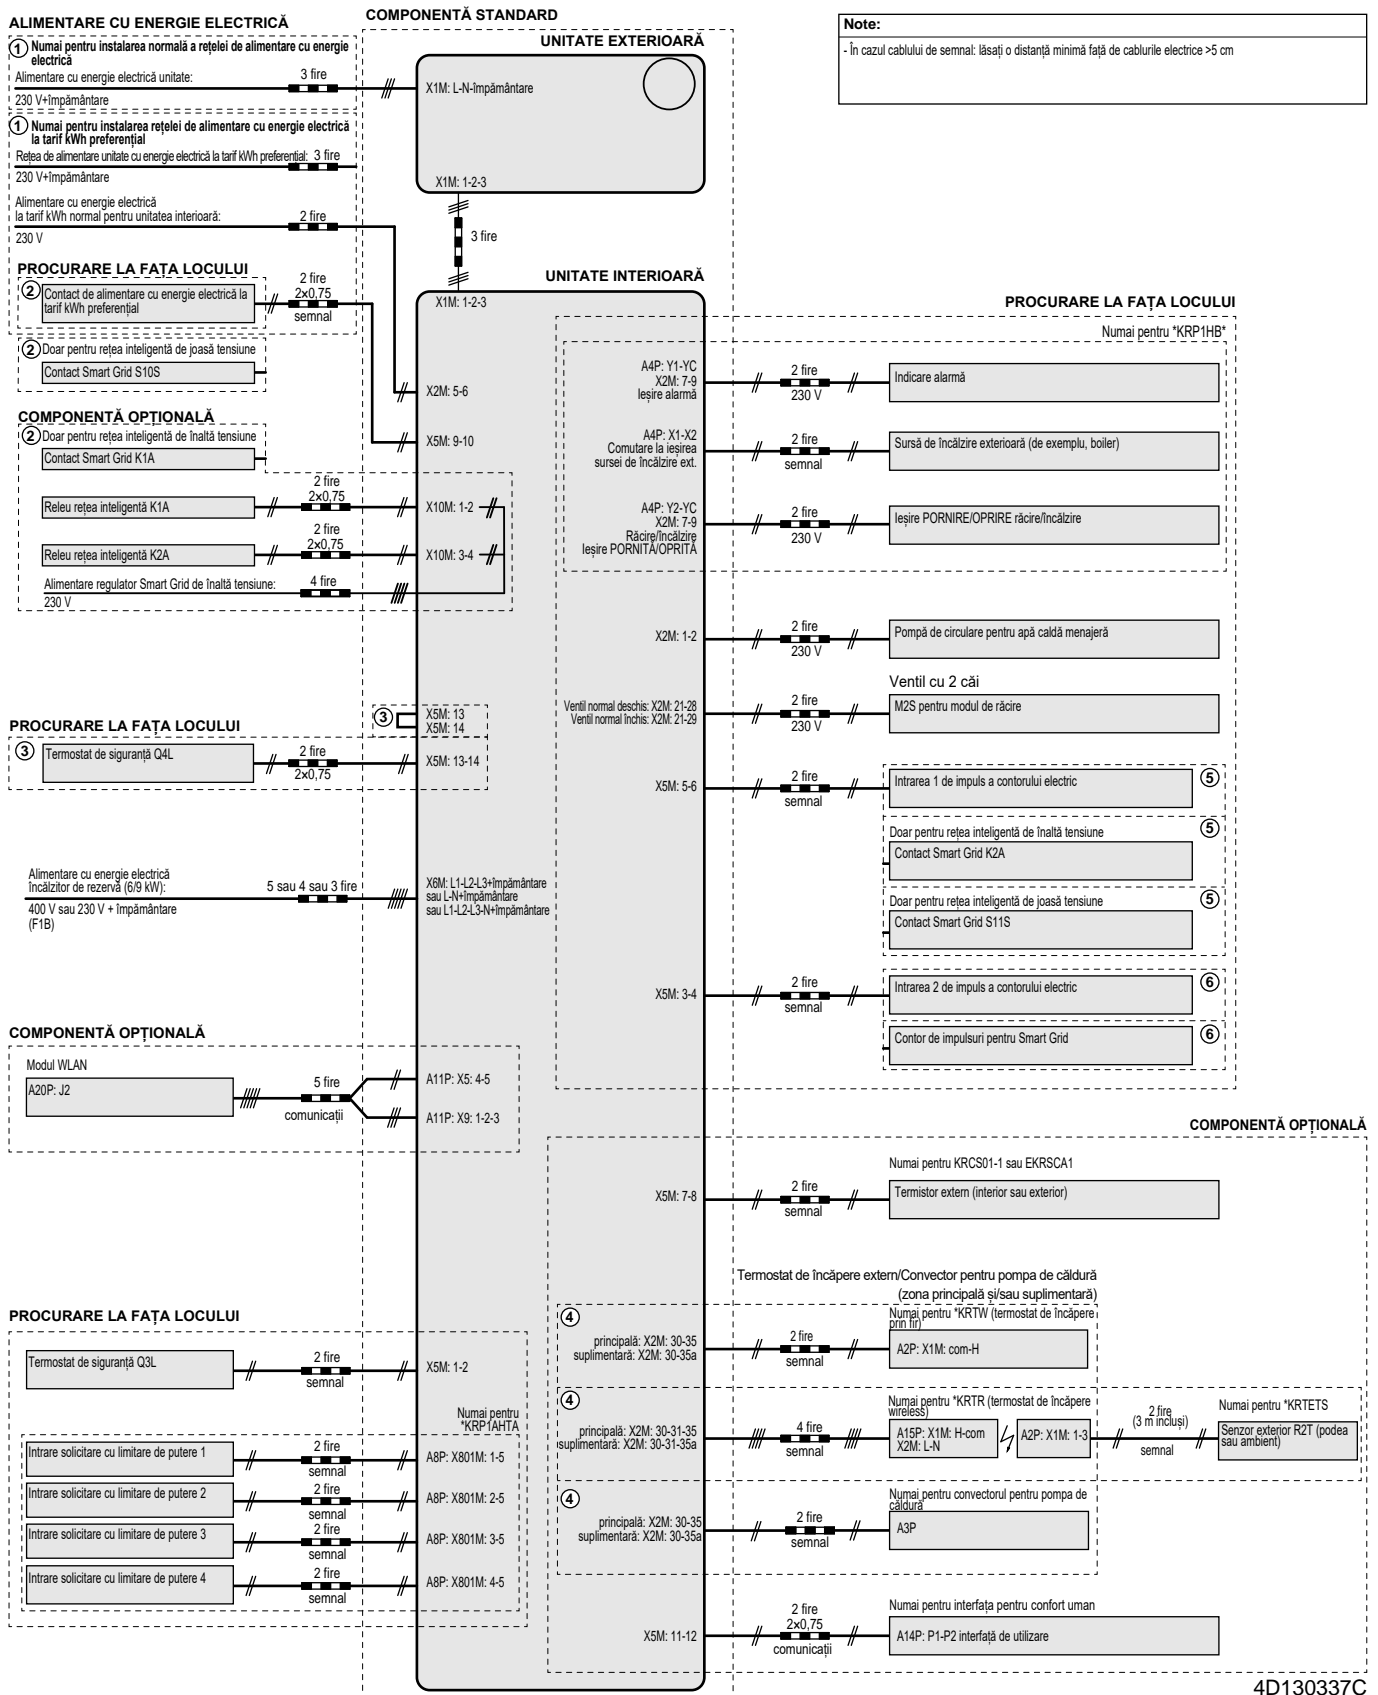 ALIMENTARE CU ENERGIE ELECTRICĂ
1 Numai pentru instalarea normală a rețelei de alimentare cu energie
electrică
Alimentare cu energie electrică unitate:
3 fire
230 V+împământare
1 Numai pentru instalarea rețelei de alimentare cu energie electrică
la tarif kWh preferențial
Rețea de alimentare unitate cu energie electrică la tarif kWh preferențial: 3 fire
230 V+împământare
Alimentare cu energie electrică
la tarif kWh normal pentru unitatea interioară:
2 fire
230 V
PROCURARE LA FAȚA LOCULUI
2 Contact de alimentare cu energie electrică la
tarif kWh preferențial
2 fire
2×0,75
semnal
2 Doar pentru rețea inteligentă de joasă tensiune
Contact Smart Grid S10S
COMPONENTĂ OPȚIONALĂ
2 Doar pentru rețea inteligentă de înaltă tensiune
Contact Smart Grid K1A
Releu rețea inteligentă K1A
2 fire
2×0,75
Releu rețea inteligentă K2A
2 fire
2×0,75
Alimentare regulator Smart Grid de înaltă tensiune:
4 fire
230 V
PROCURARE LA FAȚA LOCULUI
3
Termostat de siguranță Q4L
2 fire
2×0,75
Alimentare cu energie electrică
încălzitor de rezervă (6/9 kW):
5 sau 4 sau 3 fire
400 V sau 230 V + împământare
(F1B)
COMPONENTĂ OPȚIONALĂ
Modul WLAN
A20P: J2
5 fire
comunicații
PROCURARE LA FAȚA LOCULUI
Termostat de siguranță Q3L
2 fire
semnal
Intrare solicitare cu limitare de putere 1
2 fire
semnal
Intrare solicitare cu limitare de putere 2
2 fire
semnal
Intrare solicitare cu limitare de putere 3
2 fire
semnal
Intrare solicitare cu limitare de putere 4
2 fire
semnal
COMPONENTĂ STANDARD
UNITATE EXTERIOARĂ
X1M: L-N-împământare
X1M: 1-2-3
3 fire
UNITATE INTERIOARĂ
X1M: 1-2-3
X2M: 5-6
X5M: 9-10
X10M: 1-2
X10M: 3-4
3
X5M: 13
X5M: 14
X5M: 13-14
X6M: L1-L2-L3+împământare
sau L-N+împământare
sau L1-L2-L3-N+împământare
A11P: X5: 4-5
A11P: X9: 1-2-3
X5M: 1-2
Numai pentru
*KRP1AHTA
A8P: X801M: 1-5
A8P: X801M: 2-5
A8P: X801M: 3-5
A8P: X801M: 4-5
Note:
- În cazul cablului de semnal: lăsați o distanță minimă față de cablurile electrice >5 cm
PROCURARE LA FAȚA LOCULUI
Numai pentru *KRP1HB*
A4P: Y1-YC
X2M: 7-9
Ieșire alarmă
2 fire
230 V
Indicare alarmă
A4P: X1-X2
Comutare la ieșirea
sursei de încălzire ext.
2 fire
semnal
Sursă de încălzire exterioară (de exemplu, boiler)
A4P: Y2-YC
X2M: 7-9
Răcire/încălzire
Ieșire PORNITĂ/OPRITĂ
2 fire
230 V
Ieșire PORNIRE/OPRIRE răcire/încălzire
X2M: 1-2
2 fire
230 V
Pompă de circulare pentru apă caldă menajeră
Ventil cu 2 căi
Ventil normal deschis: X2M: 21-28
Ventil normal închis: X2M: 21-29
2 fire
230 V
M2S pentru modul de răcire
X5M: 5-6
2 fire
semnal
Intrarea 1 de impuls a contorului electric
5
Doar pentru rețea inteligentă de înaltă tensiune
5
Contact Smart Grid K2A
Doar pentru rețea inteligentă de joasă tensiune
5
Contact Smart Grid S11S
X5M: 3-4
2 fire
semnal
Intrarea 2 de impuls a contorului electric
6
Contor de impulsuri pentru Smart Grid
6
COMPONENTĂ OPȚIONALĂ
Numai pentru KRCS01-1 sau EKRSCA1
X5M: 7-8
2 fire
semnal
Termistor extern (interior sau exterior)
Termostat de încăpere extern/Convector pentru pompa de căldură
(zona principală și/sau suplimentară)
4
Numai pentru *KRTW (termostat de încăpere
prin fir)
principală: X2M: 30-35
suplimentară: X2M: 30-35a
2 fire
semnal
A2P: X1M: com-H
4
Numai pentru *KRTR (termostat de încăpere
wireless)
principală: X2M: 30-31-35
suplimentară: X2M: 30-31-35a
4 fire
semnal
A15P: X1M: H-com
X2M: L-N
A2P: X1M: 1-3
2 fire
(3 m incluși)
semnal
Numai pentru *KRTETS
Senzor exterior R2T (podea
sau ambient)
4
Numai pentru convectorul pentru pompa de
căldură
principală: X2M: 30-35
suplimentară: X2M: 30-35a
2 fire
semnal
A3P
Numai pentru interfața pentru confort uman
X5M: 11-12
2 fire
2×0,75
comunicații
A14P: P1-P2 interfață de utilizare
4D130337C